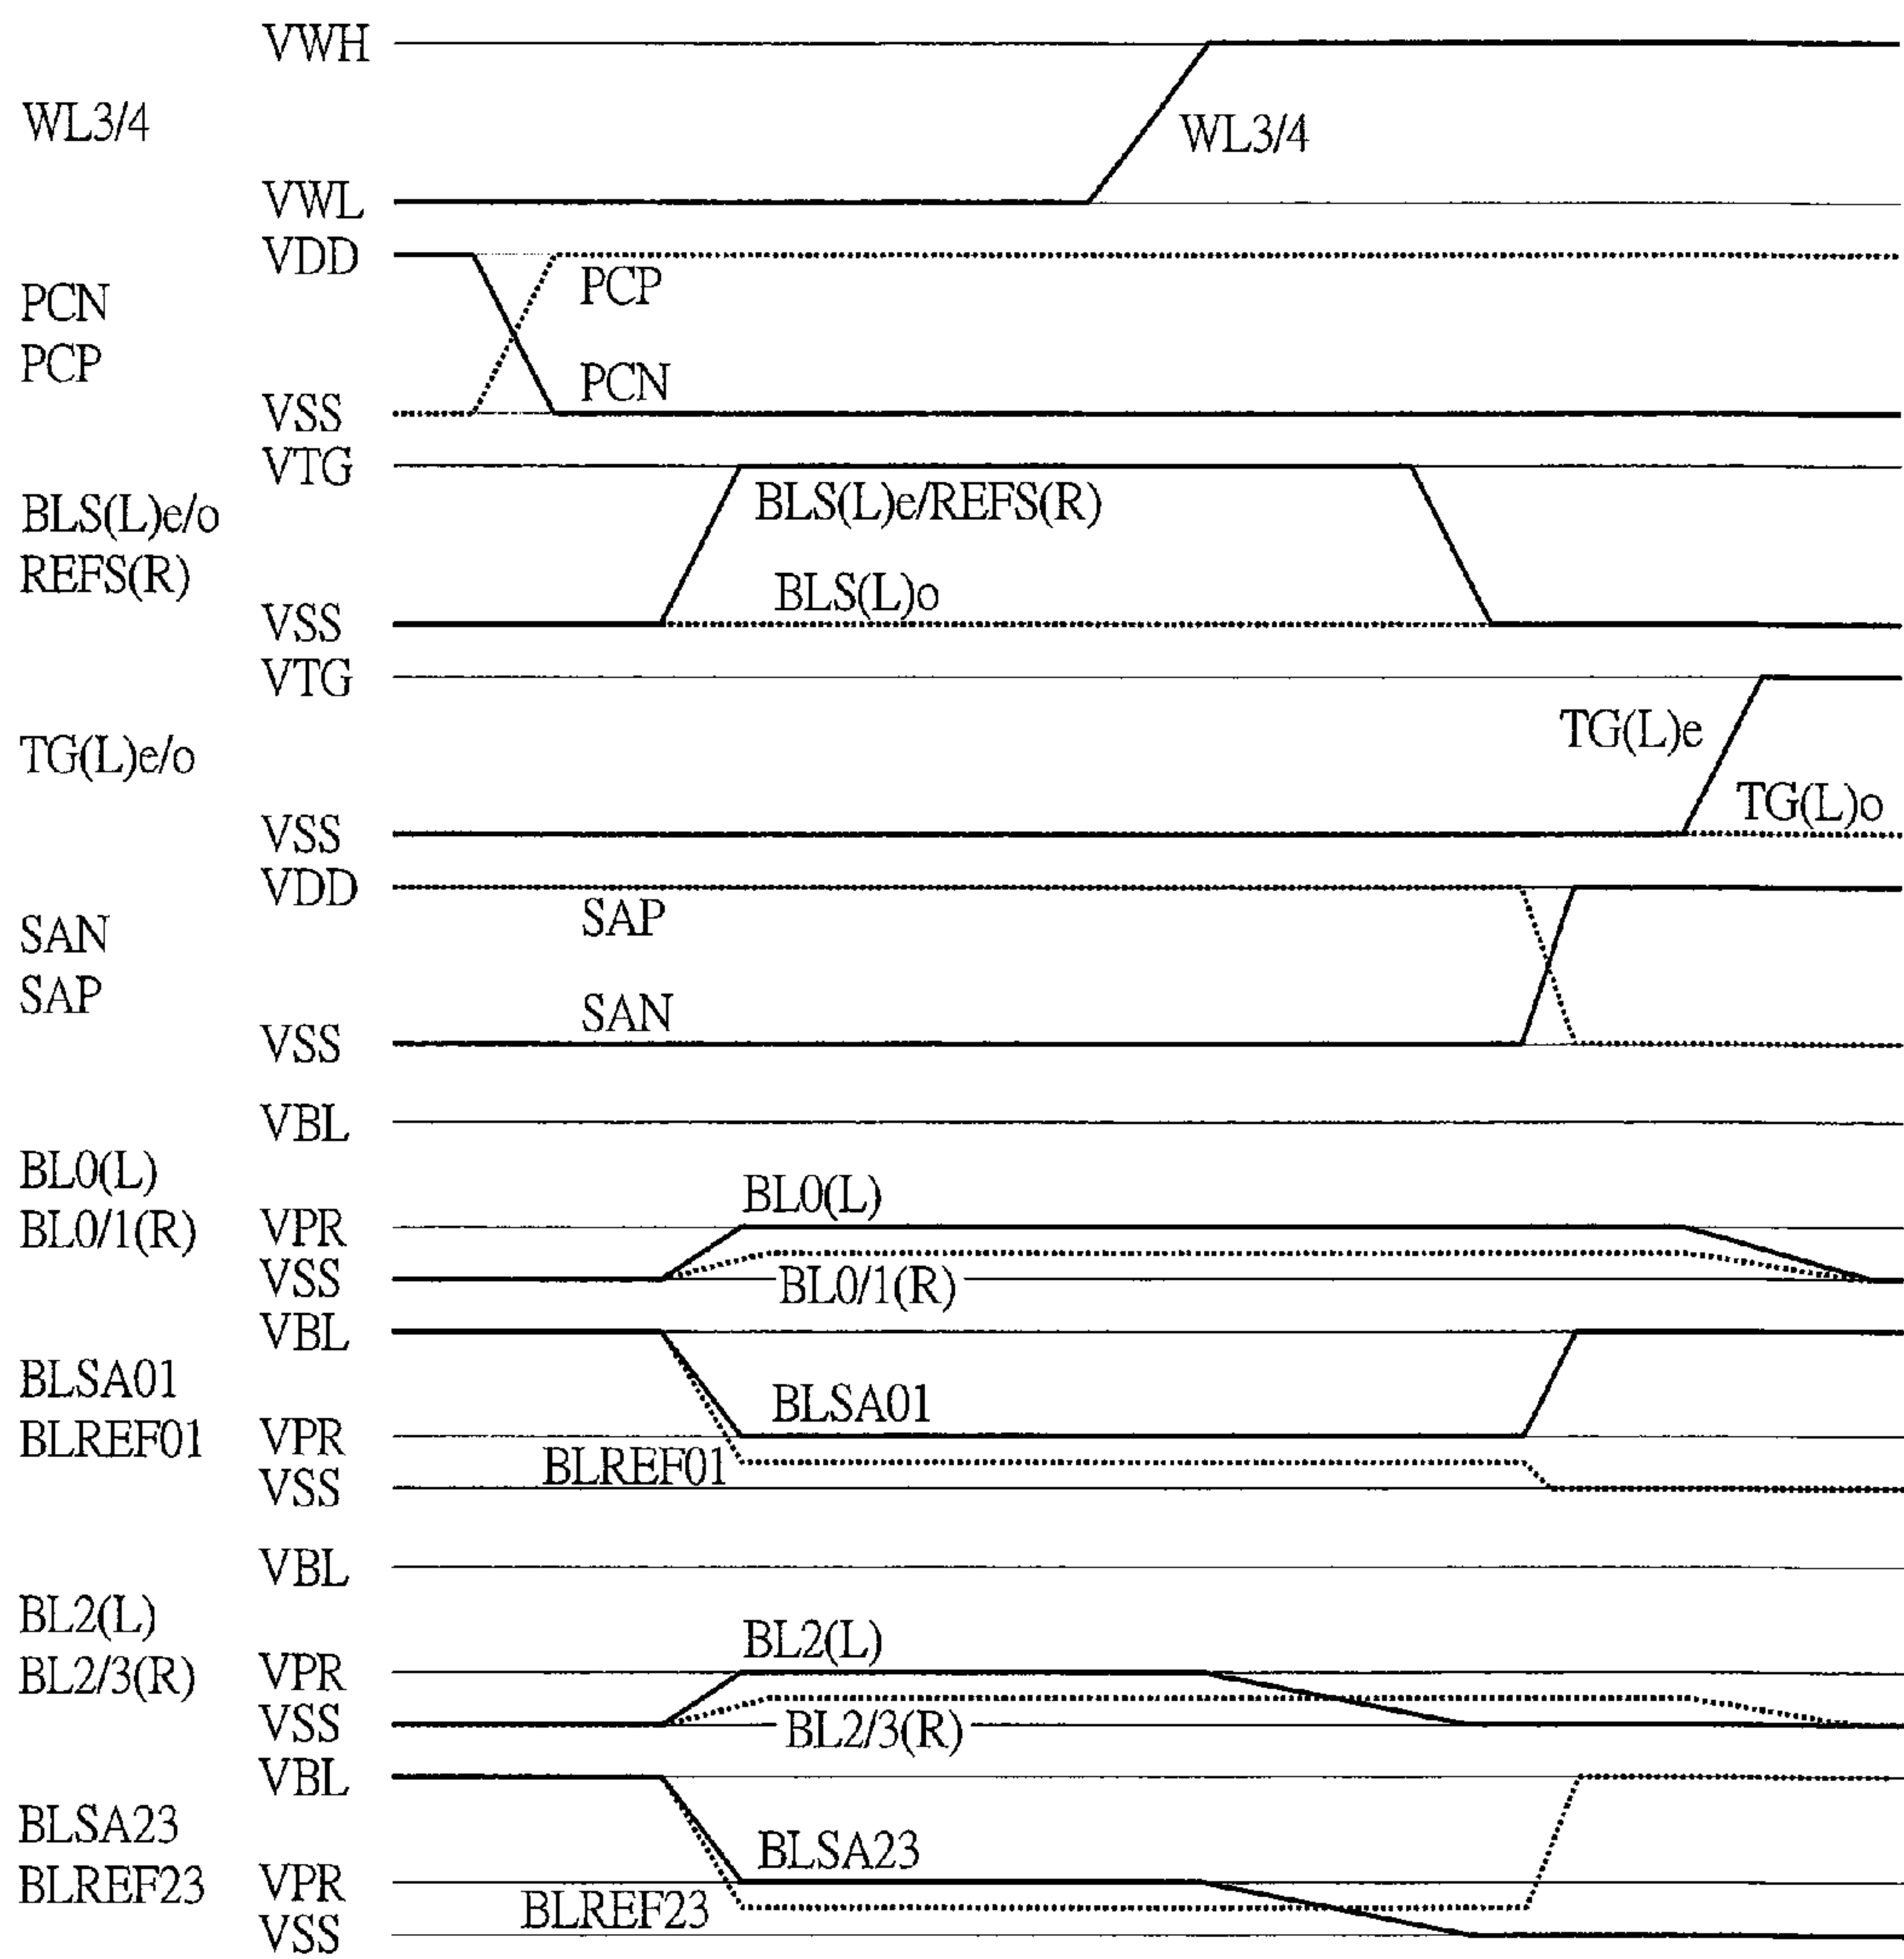 VWH
WL3/4
WL3/4
VWL
VDD
PCN
PCP
PCP
PCN
VSS
VTG
BLS(L)e/o
REFS(R)
BLS(L)e/REFS(R)
BLS(L)o
VSS
VTG
TG(L)e/o
TG(L)e
TG(L)o
VSS
VDD
SAN
SAP
SAP
SAN
VSS
VBL
BL0(L)
BL0/1(R)
BL0(L)
VPR
VSS
BL0/1(R)
VBL
BLSA01
BLREF01
BLSA01
VPR
BLREF01
VSS
VBL
BL2(L)
BL2/3(R)
BL2(L)
VPR
VSS
BL2/3(R)
VBL
BLSA23
BLREF23
BLSA23
VPR
BLREF23
VSS